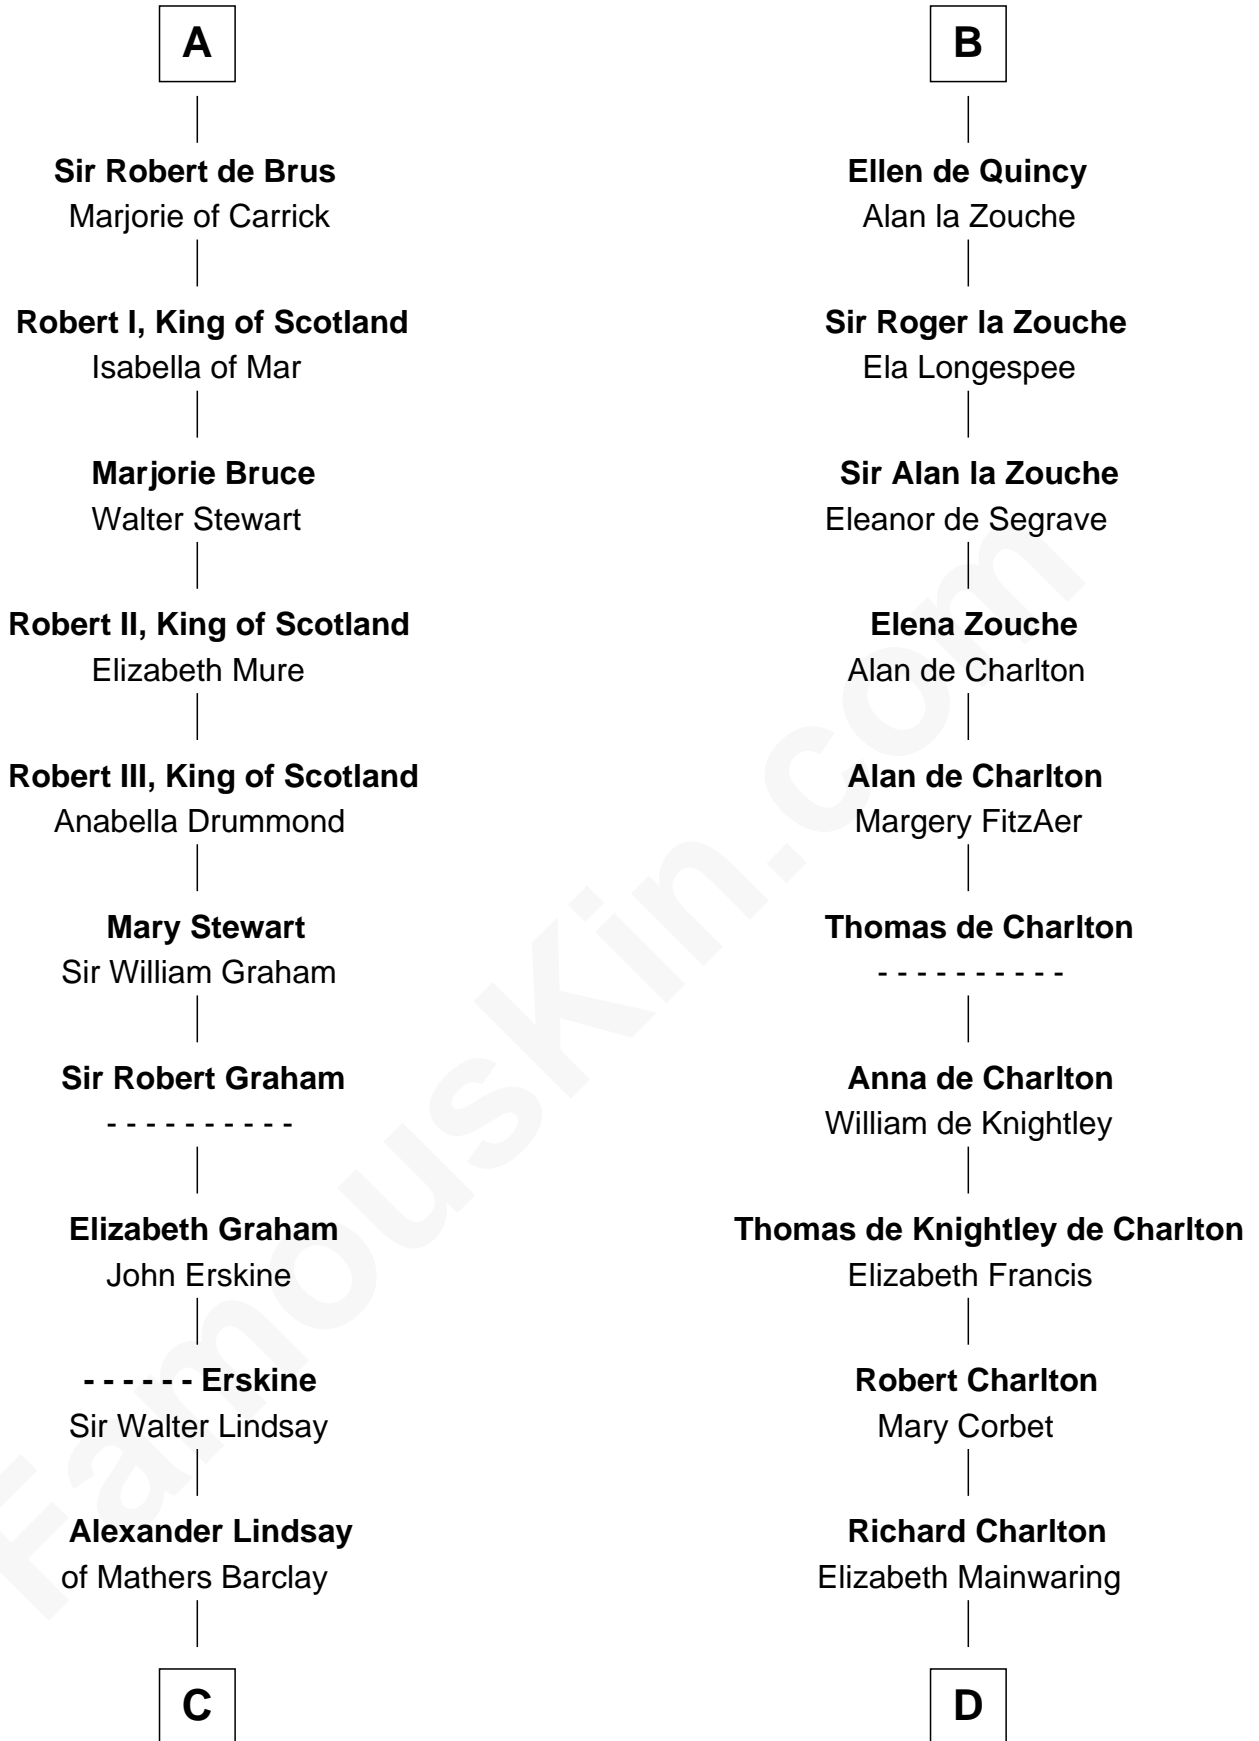 A
Sir Robert de Brus
Marjorie of Carrick
Robert I, King of Scotland
Isabella of Mar
Marjorie Bruce
Walter Stewart
Robert II, King of Scotland
Elizabeth Mure
Robert III, King of Scotland
Anabella Drummond
Mary Stewart
Sir William Graham
Sir Robert Graham
- - - - - - - - - -
Elizabeth Graham
John Erskine
- - - - - - Erskine
Sir Walter Lindsay
Alexander Lindsay
of Mathers Barclay
C
B
Ellen de Quincy
Alan la Zouche
Sir Roger la Zouche
Ela Longespee
Sir Alan la Zouche
Eleanor de Segrave
Elena Zouche
Alan de Charlton
Alan de Charlton
Margery FitzAer
Thomas de Charlton
- - - - - - - - - -
Anna de Charlton
William de Knightley
Thomas de Knightley de Charlton
Elizabeth Francis
Robert Charlton
Mary Corbet
Richard Charlton
Elizabeth Mainwaring
D
FamousKin.com